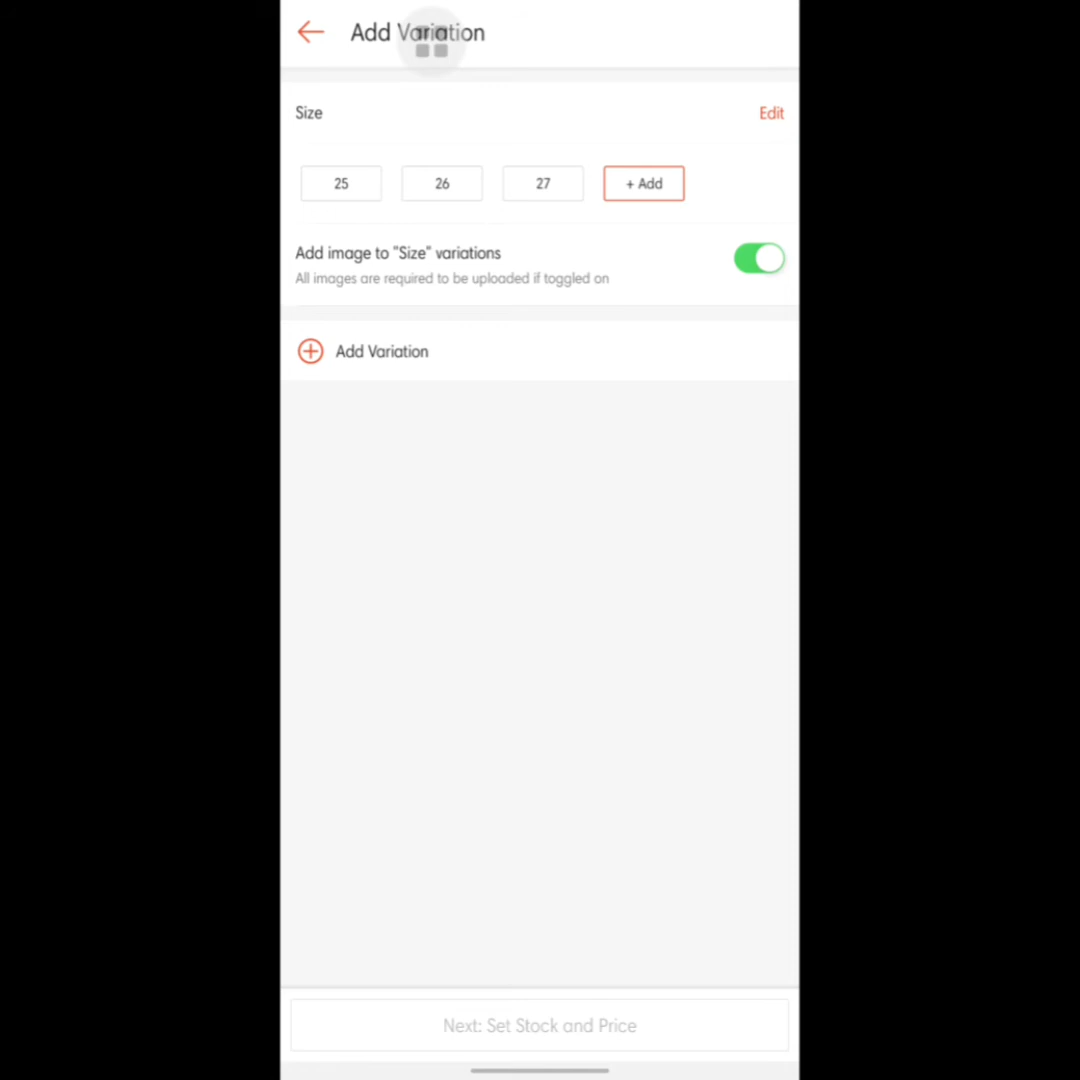 Add Variation
Size
Edit
25
26
27
+ Add
Add image to "Size" variations
All images are required to be uploaded if toggled on
Add Variation
Next: Set Stock and Price